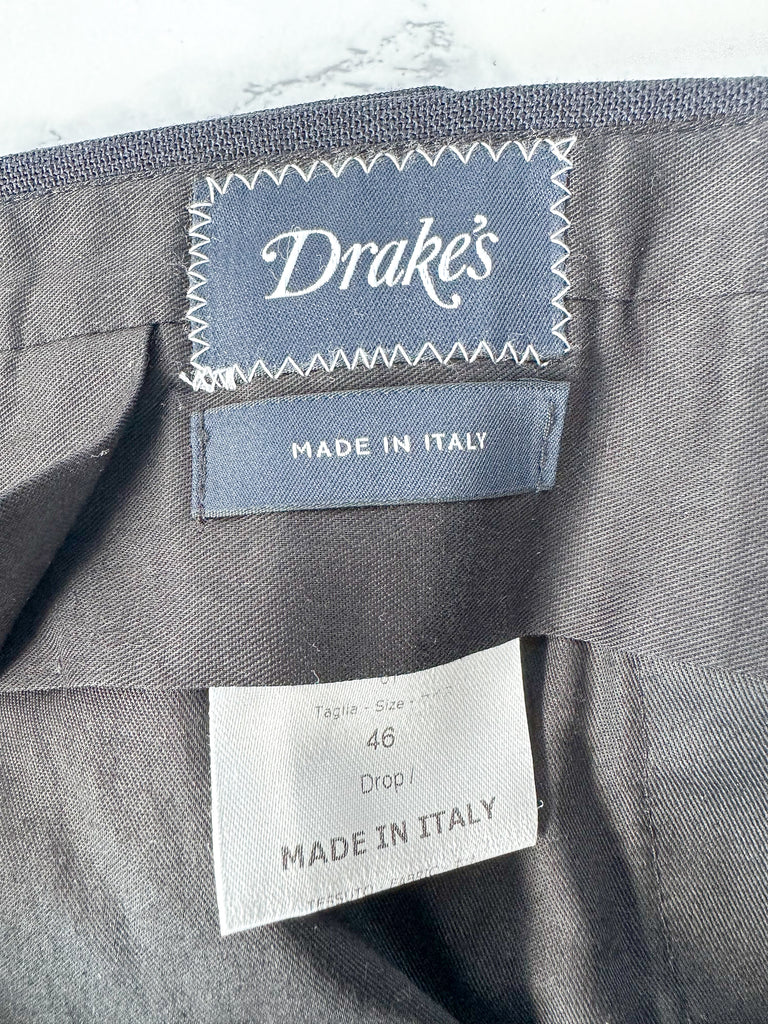 Drake's
MADE IN ITALY
Taglia - Size -
46
Drop /
MADE IN ITALY